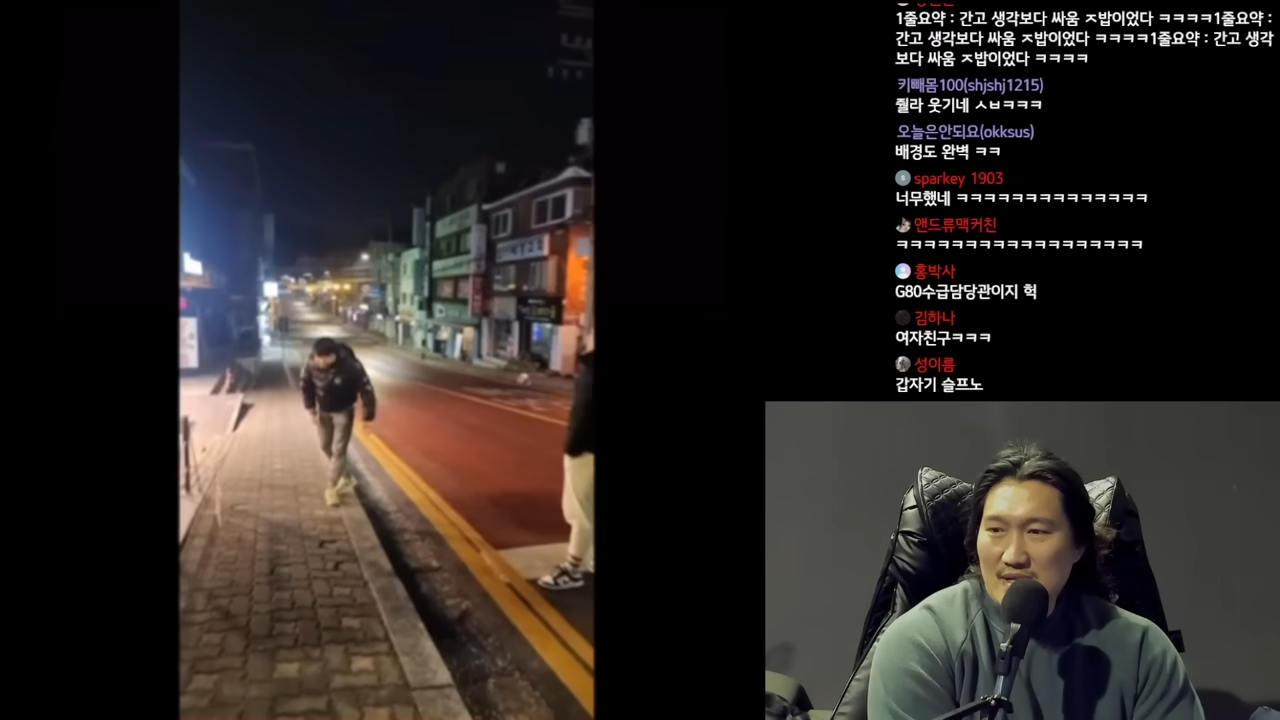 1줄요약 : 간고 생각보다 싸움 ㅈ밥이었다 ㅋㅋㅋㅋ1줄요약 :
간고 생각보다 싸움 ㅈ밥이었다 ㅋㅋㅋㅋ1줄요약 : 간고 생각
보다 싸움 ㅈ밥이었다 ㅋㅋㅋㅋ
키빼몸100(shjshj1215)
줼라 웃기네 ㅅㅂㅋㅋㅋ
오늘은안되요(okksus)
배경도 완벽 ㅋㅋ
sparkey 1903
너무했네 ㅋㅋㅋㅋㅋㅋㅋㅋㅋㅋㅋㅋㅋㅋ
앤드류맥커친
ㅋㅋㅋㅋㅋㅋㅋㅋㅋㅋㅋㅋㅋㅋㅋㅋㅋㅋ
홍박사
G80수급담당관이지 헉
김하나
여자친구ㅋㅋㅋ
성이름
갑자기 슬프노